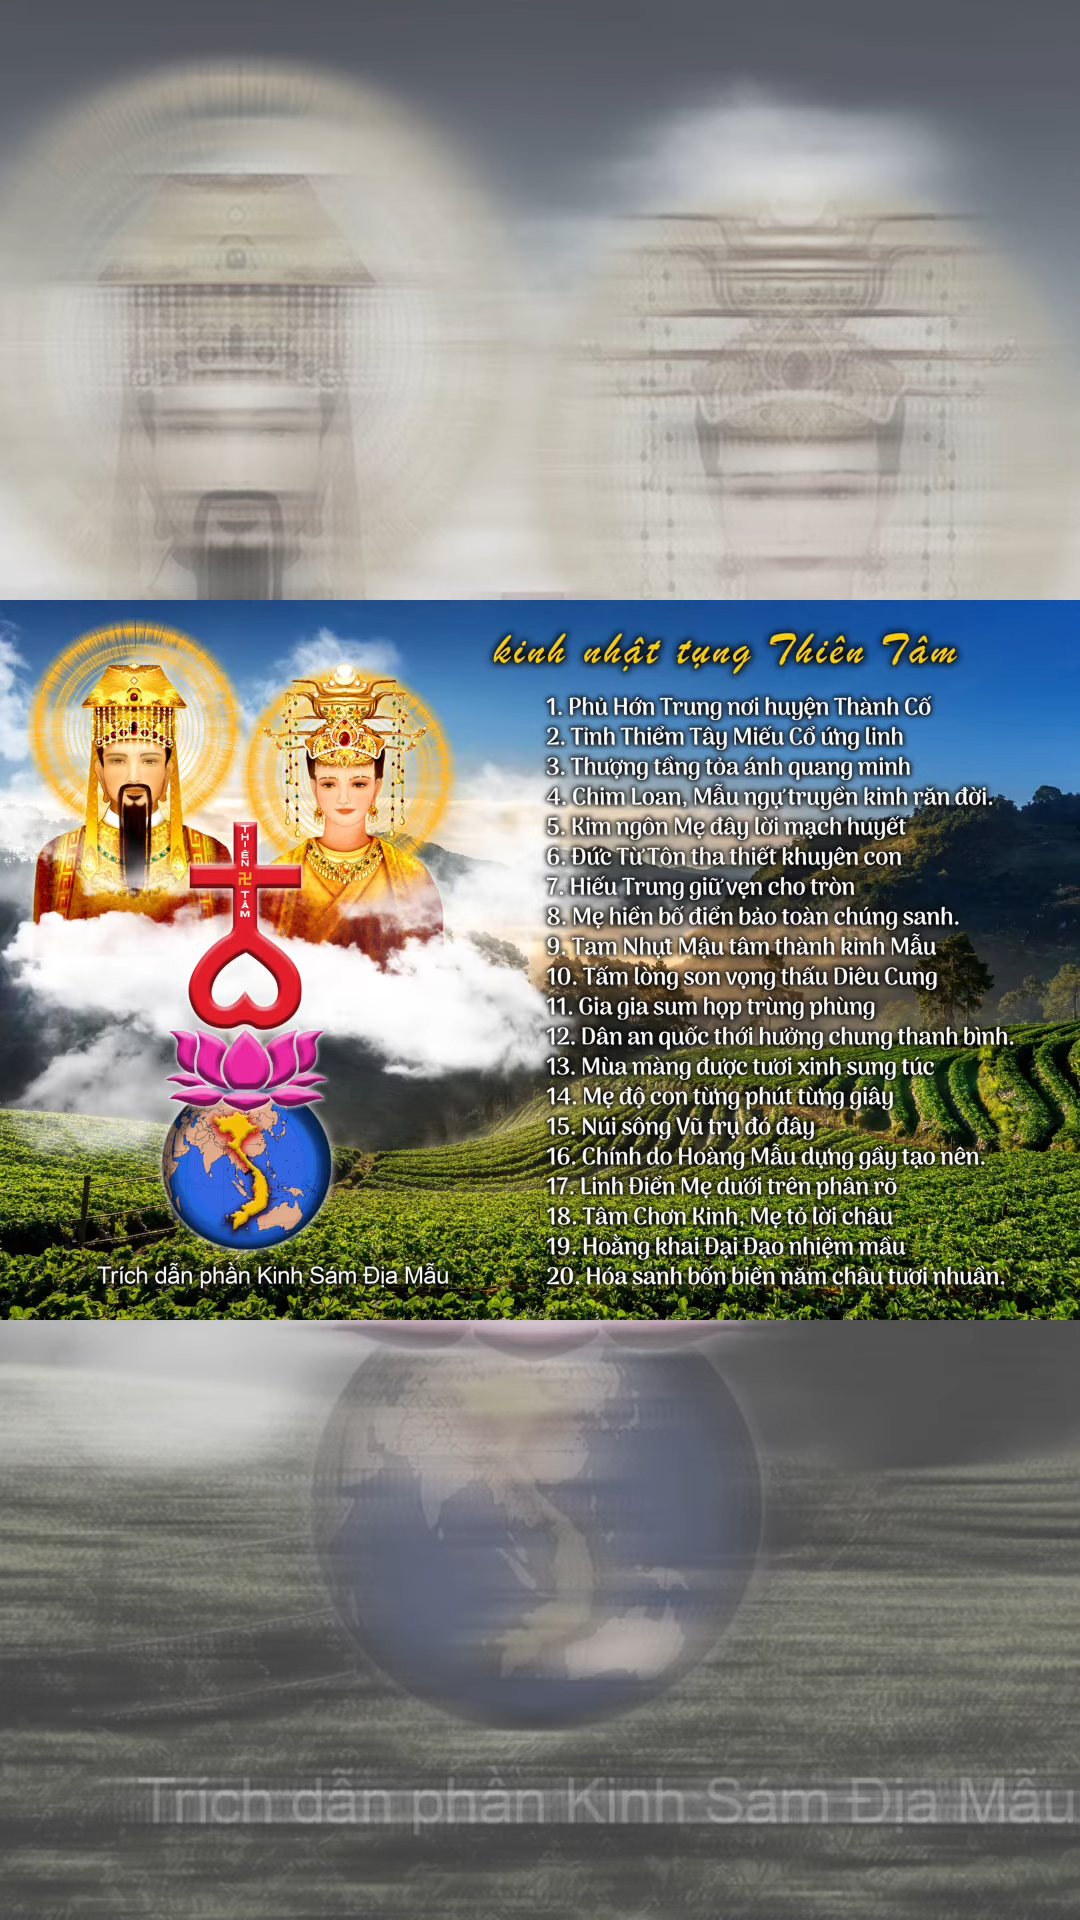 kinh nhật tụng Thiên Tâm
1. Phủ Hớn Trung nơi huyện Thành Cố
2. Tỉnh Thiểm Tây Miếu Cổ ứng linh
3. Thượng tầng tỏa ánh quang minh
4. Chim Loan, Mẫu ngự truyền kinh răn đời.
5. Kim ngôn Mẹ đây lời mạch huyết
6. Đức Từ Tôn tha thiết khuyên con
7. Hiếu Trung giữ vẹn cho tròn
8. Mẹ hiền bố điển bảo toàn chúng sanh.
9. Tam Nhựt Mậu tâm thành kỉnh Mẫu
10. Tấm lòng son vọng thấu Diêu Cung
11. Gia gia sum họp trùng phùng
12. Dân an quốc thới hưởng chung thanh bình.
13. Mùa màng được tươi xinh sung túc
14. Mẹ độ con từng phút từng giây
15. Núi sông Vũ trụ đó đây
16. Chính do Hoàng Mẫu dựng gầy tạo nên.
17. Linh Điển Mẹ dưới trên phân rõ
18. Tâm Chơn Kinh, Mẹ tỏ lời châu
19. Hoằng khai Đại Đạo nhiệm mầu
20. Hóa sanh bốn biển năm châu tươi nhuần.
THIÊN
卍
TÂM
Trích dẫn phần Kinh Sám Địa Mẫu
Trích dẫn phần Kinh Sám Địa Mẫu